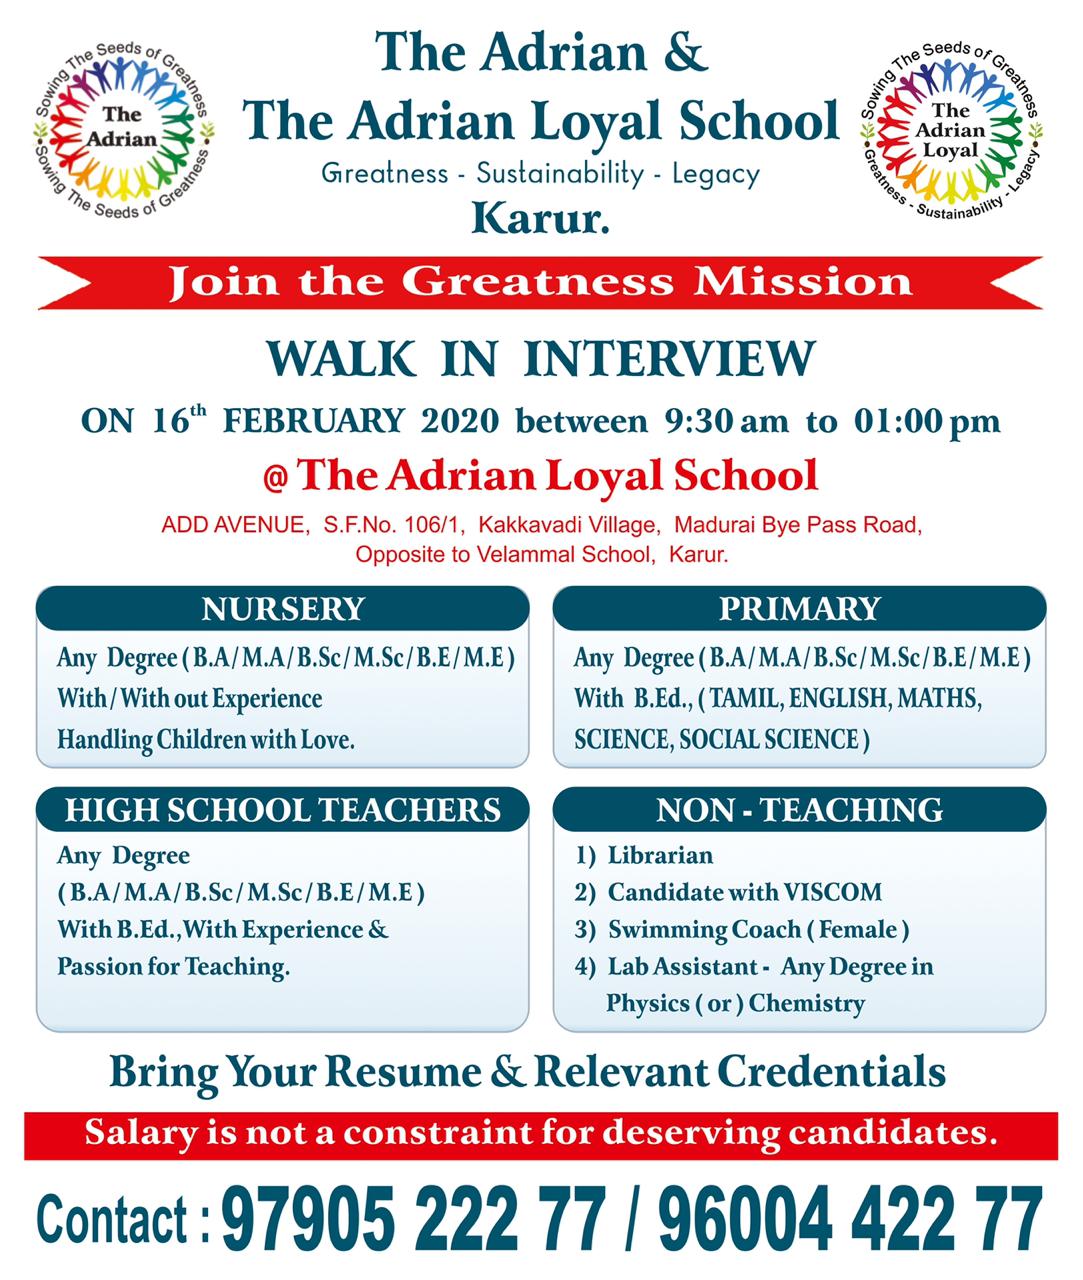 The Adrian &
The Adrian Loyal School
Greatness - Sustainability - Legacy
Karur.
Sowing The Seeds of Greatness
The
Adrian
Sowing The Seeds of Greatness
Sowing The Seeds of Greatness
The
Adrian
Loyal
Greatness - Sustainability - Legacy
Join the Greatness Mission
WALK IN INTERVIEW
ON 16th FEBRUARY 2020 between 9:30 am to 01:00 pm
@ The Adrian Loyal School
ADD AVENUE, S.F.No. 106/1, Kakkavadi Village, Madurai Bye Pass Road,
Opposite to Velammal School, Karur.
NURSERY
Any Degree ( B.A / M.A / B.Sc / M.Sc / B.E / M.E )
With / With out Experience
Handling Children with Love.
PRIMARY
Any Degree ( B.A / M.A / B.Sc / M.Sc / B.E / M.E )
With B.Ed., ( TAMIL, ENGLISH, MATHS,
SCIENCE, SOCIAL SCIENCE )
HIGH SCHOOL TEACHERS
Any Degree
( B.A / M.A / B.Sc / M.Sc / B.E / M.E )
With B.Ed.,With Experience &
Passion for Teaching.
NON - TEACHING
1) Librarian
2) Candidate with VISCOM
3) Swimming Coach ( Female )
4) Lab Assistant - Any Degree in
Physics ( or ) Chemistry
Bring Your Resume & Relevant Credentials
Salary is not a constraint for deserving candidates.
Contact : 97905 222 77 / 96004 422 77